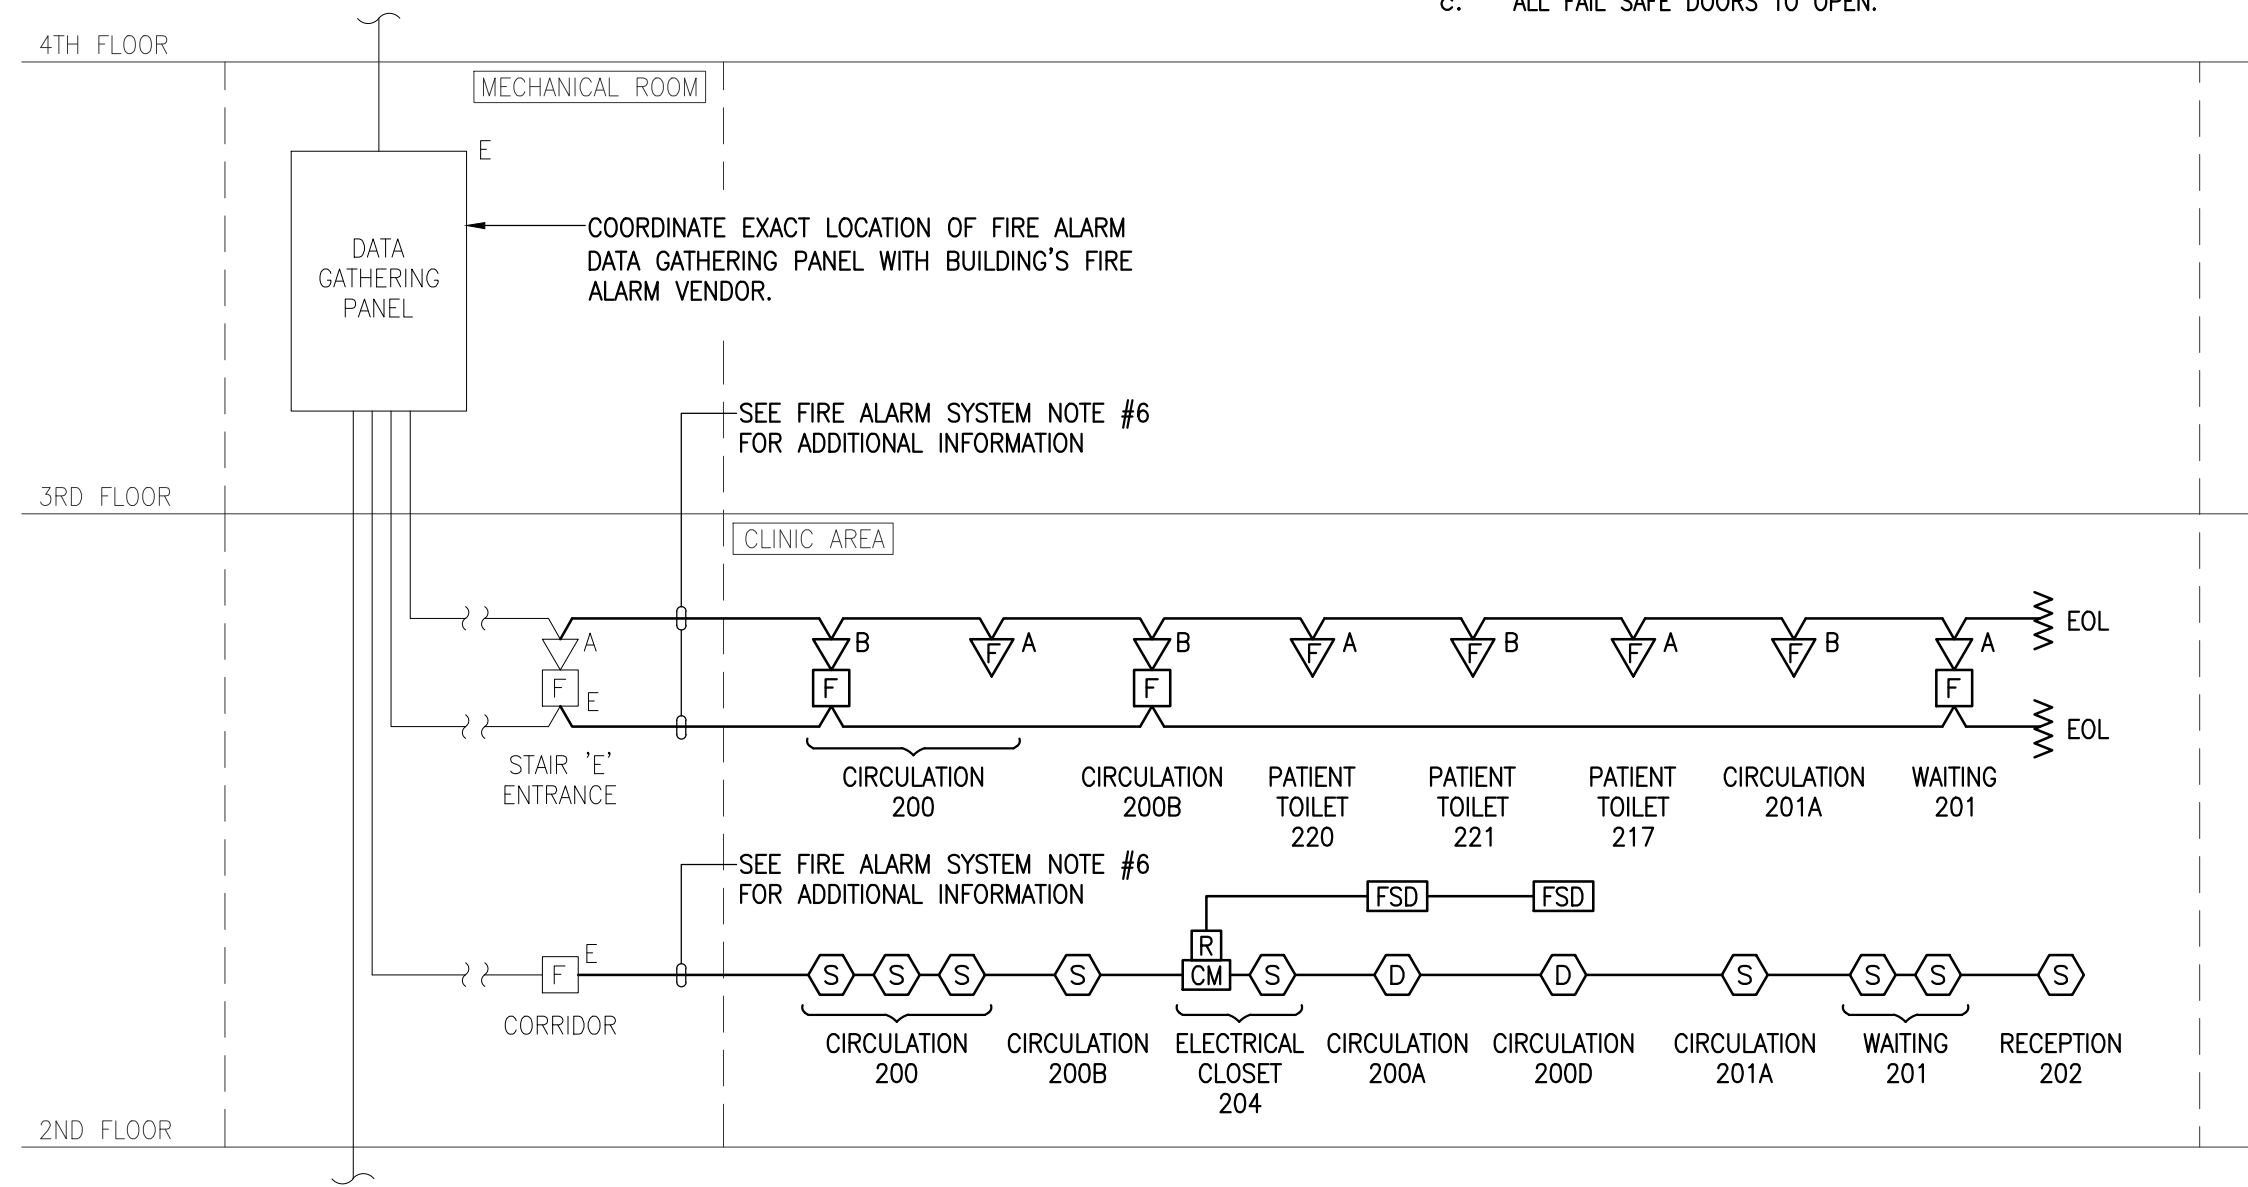 c. ALL FAIL SAFE DOORS TO OPEN.
4TH FLOOR
MECHANICAL ROOM
E
DATA
GATHERING
PANEL
COORDINATE EXACT LOCATION OF FIRE ALARM
DATA GATHERING PANEL WITH BUILDING'S FIRE
ALARM VENDOR.
SEE FIRE ALARM SYSTEM NOTE #6
FOR ADDITIONAL INFORMATION
3RD FLOOR
CLINIC AREA
A B F A B F A F B F A F B A
EOL
F E F F F
EOL
STAIR 'E'
ENTRANCE
CIRCULATION
200
CIRCULATION
200B
PATIENT
TOILET
220
PATIENT
TOILET
221
PATIENT
TOILET
217
CIRCULATION
201A
WAITING
201
SEE FIRE ALARM SYSTEM NOTE #6
FOR ADDITIONAL INFORMATION
FSD FSD
R
F E S S S S CM S D D S S S S
CORRIDOR
CIRCULATION
200
CIRCULATION
200B
ELECTRICAL
CLOSET
204
CIRCULATION
200A
CIRCULATION
200D
CIRCULATION
201A
WAITING
201
RECEPTION
202
2ND FLOOR